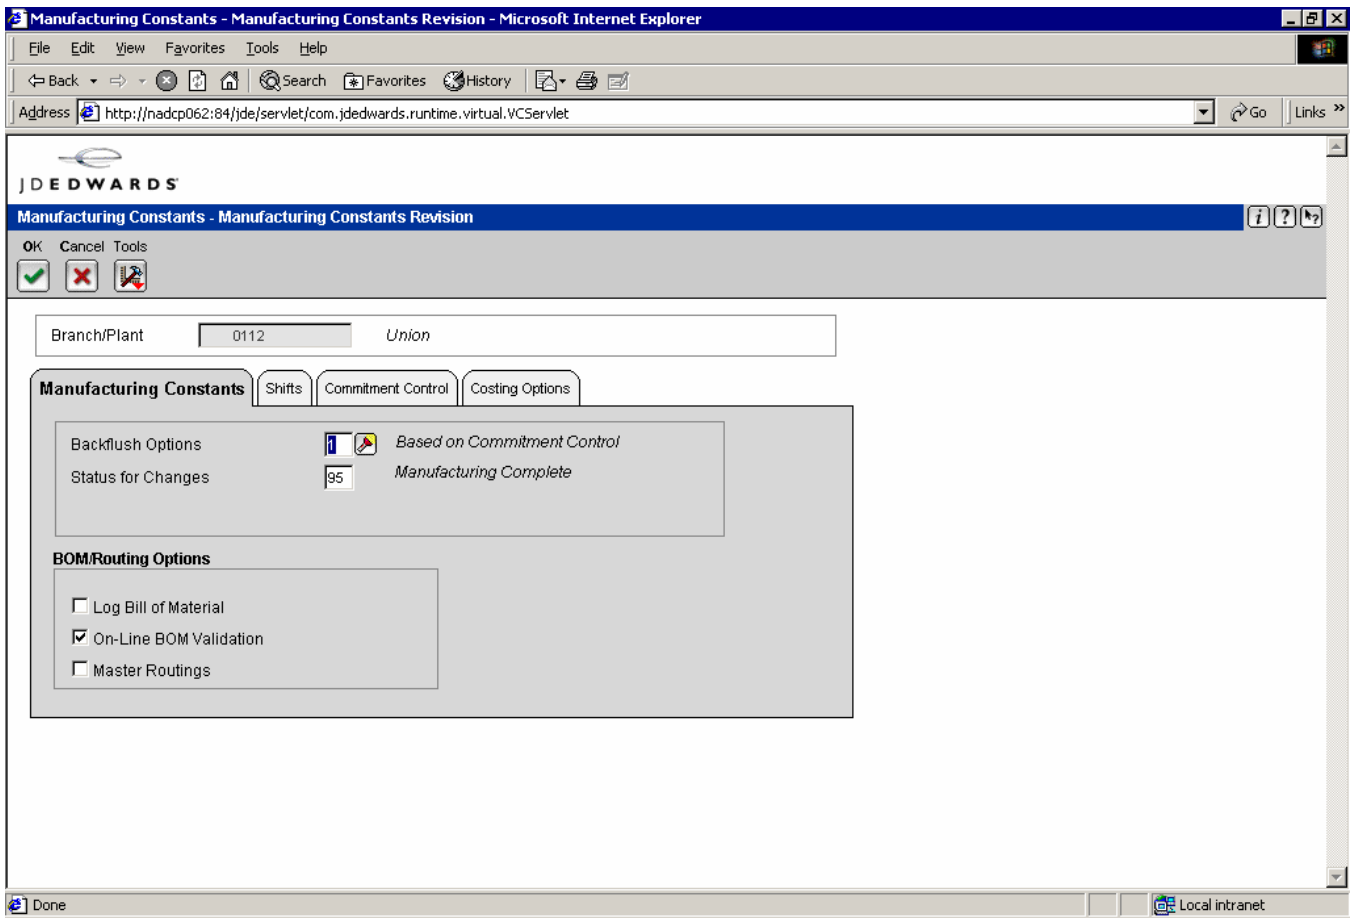 Manufacturing Constants - Manufacturing Constants Revision - Microsoft Internet Explorer
File Edit View Favorites Tools Help
Back Search Favorites History
Address http://nadcp062:84/jde/servlet/com.jdedwards.runtime.virtual.VCServlet Go Links »
JDEDWARDS
Manufacturing Constants - Manufacturing Constants Revision i ? ?
OK Cancel Tools
Branch/Plant 0112 Union
Manufacturing Constants Shifts Commitment Control Costing Options
Backflush Options 1 Based on Commitment Control
Status for Changes 95 Manufacturing Complete
BOM/Routing Options
Log Bill of Material
On-Line BOM Validation
Master Routings
Done Local intranet